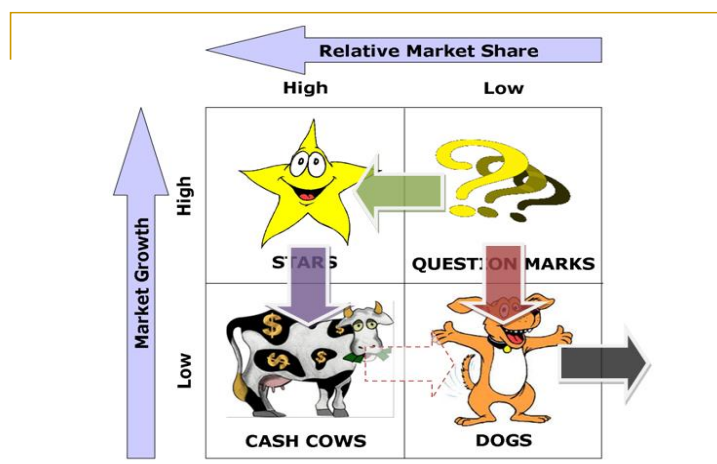 Relative Market Share
High
Low
Market Growth
High
Low
STARS
QUESTION MARKS
$ $ $ $
CASH COWS
DOGS